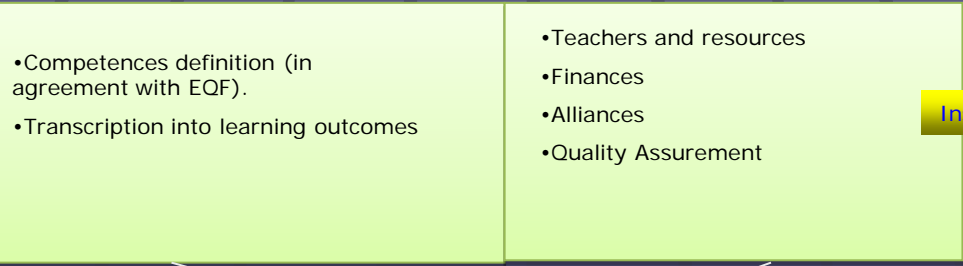 •Competences definition (in
agreement with EQF).
•Transcription into learning outcomes
•Teachers and resources
•Finances
•Alliances
•Quality Assurement
In